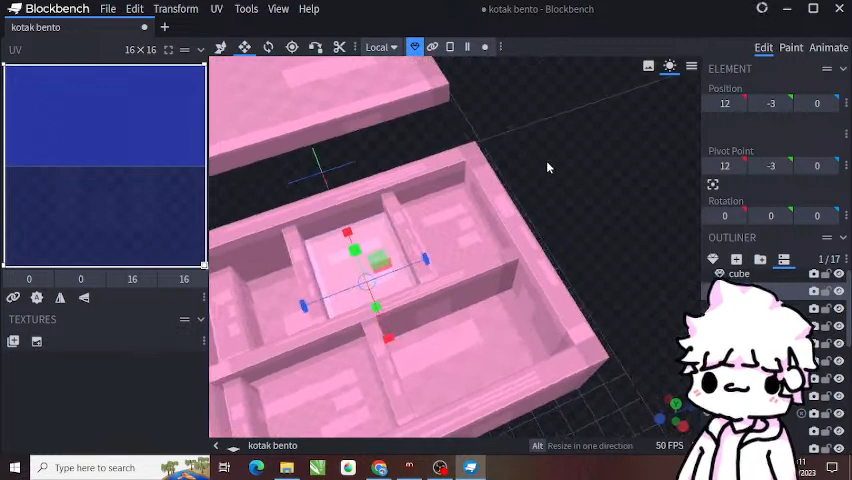 Blockbench File Edit Transform UV Tools View Help
kotak bento - Blockbench
kotak bento
UV 16×16
Local
Edit Paint Animate
ELEMENT
Position
12 -3 0
Pivot Point
12 -3 0
Rotation
0 0 0
OUTLINER
1/17
cube
0 0 16 16
TEXTURES
kotak bento
Alt Resize in one direction
50 FPS
Type here to search